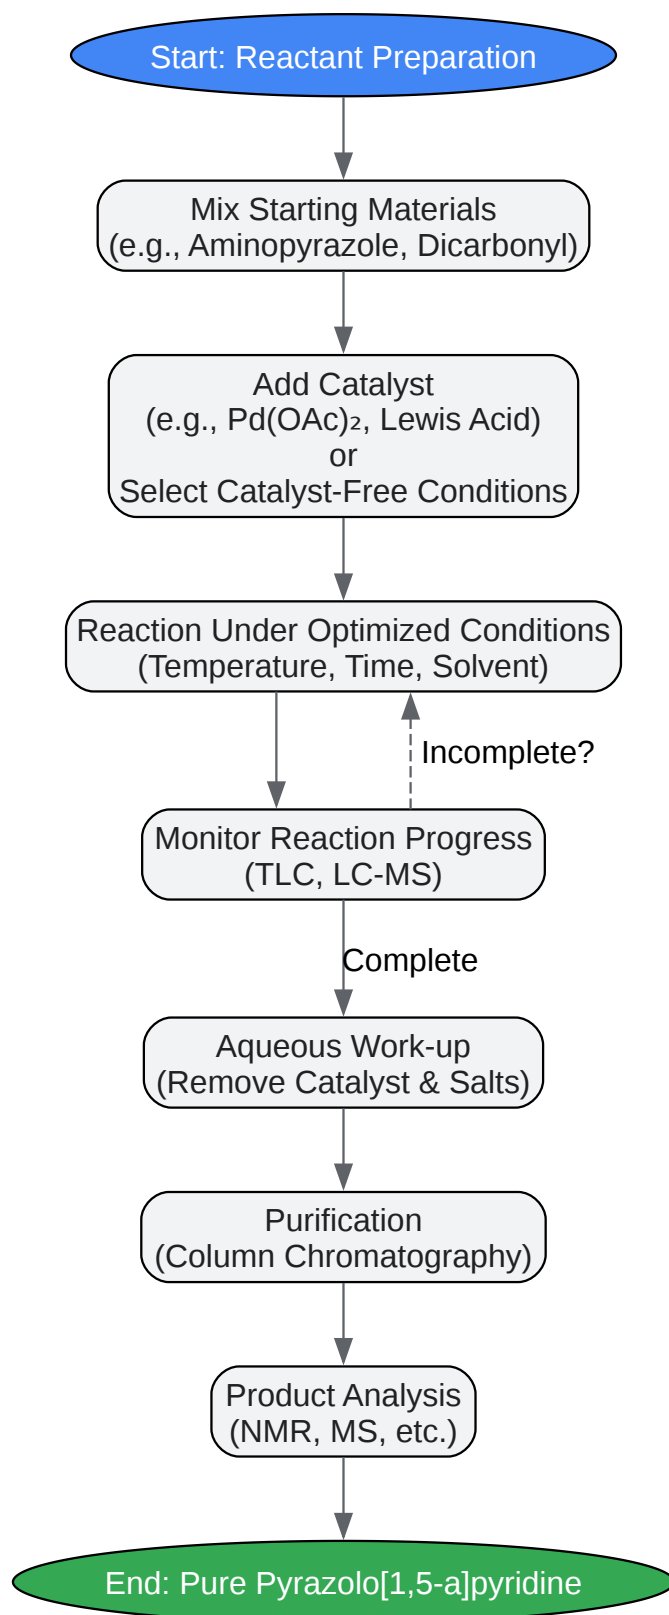 Start: Reactant Preparation
Mix Starting Materials
(e.g., Aminopyrazole, Dicarbonyl)
Add Catalyst
(e.g., Pd(OAc)₂, Lewis Acid)
or
Select Catalyst-Free Conditions
Reaction Under Optimized Conditions
(Temperature, Time, Solvent)
Incomplete?
Monitor Reaction Progress
(TLC, LC-MS)
Complete
Aqueous Work-up
(Remove Catalyst & Salts)
Purification
(Column Chromatography)
Product Analysis
(NMR, MS, etc.)
End: Pure Pyrazolo[1,5-a]pyridine